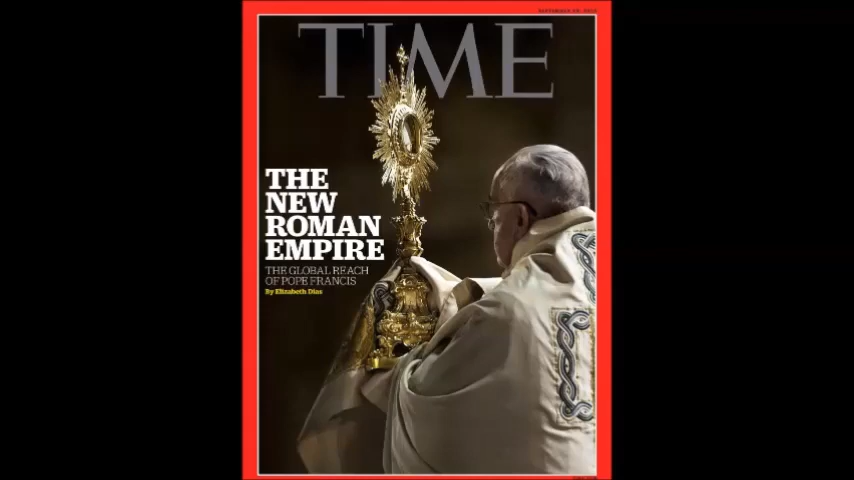 TIME
THE
NEW
ROMAN
EMPIRE
THE GLOBAL REACH
OF POPE FRANCIS
By Elizabeth Dias